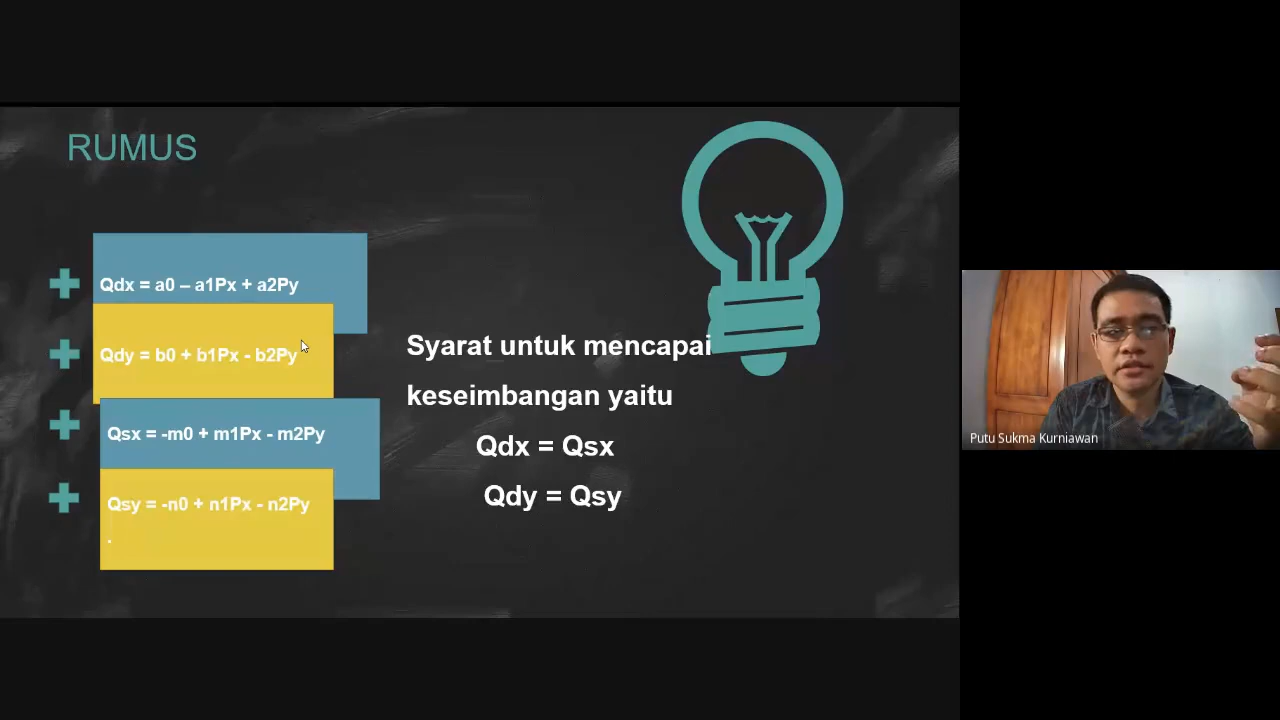 RUMUS
Qdx = a0 – a1Px + a2Py
Qdy = b0 + b1Px - b2Py
Qsx = -m0 + m1Px - m2Py
Qsy = -n0 + n1Px - n2Py
.
Syarat untuk mencapai
keseimbangan yaitu
Qdx = Qsx
Qdy = Qsy
Putu Sukma Kurniawan